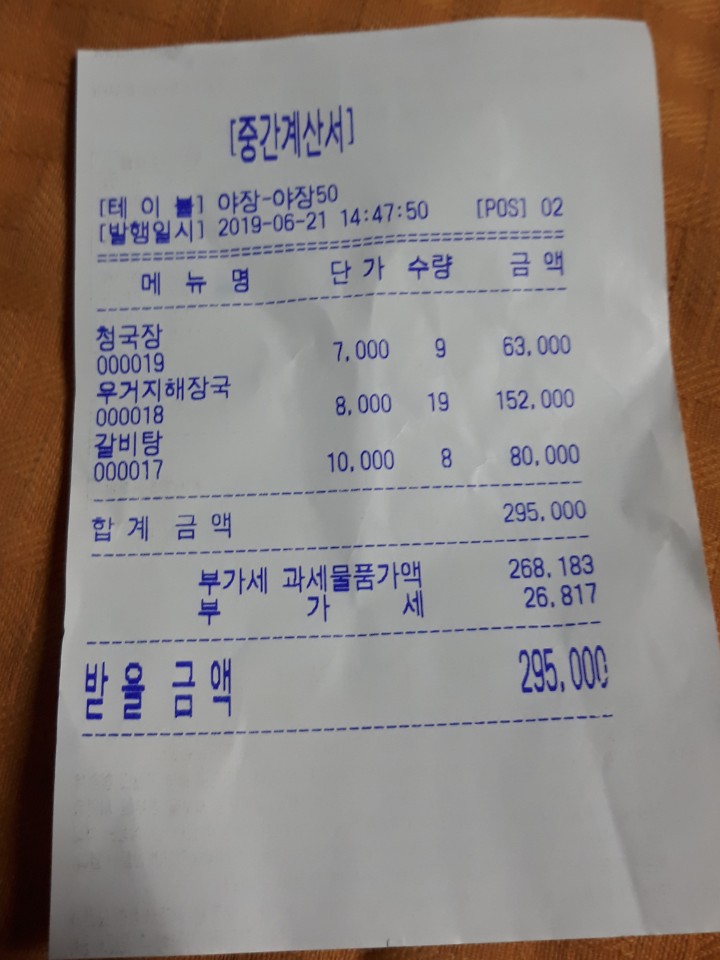 [중간계산서]
[테 이 블] 야장-야장50
[발행일시] 2019-06-21 14:47:50 [POS] 02
메 뉴 명 단 가 수량 금 액
청국장
000019 7,000 9 63,000
우거지해장국
000018 8,000 19 152,000
갈비탕
000017 10,000 8 80,000
합 계 금 액 295,000
부가세 과세물품가액 268,183
부 가 세 26,817
받 을 금 액 295,000